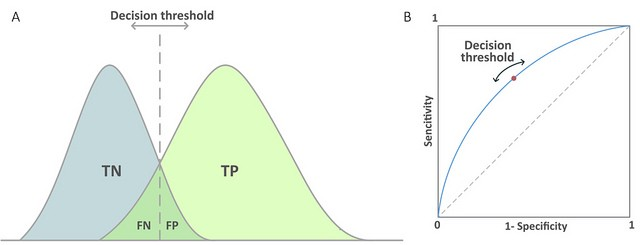 A
Decision threshold
TN
TP
FN
FP
B
1
Decision
threshold
Sencitivity
0
1- Specificity
1